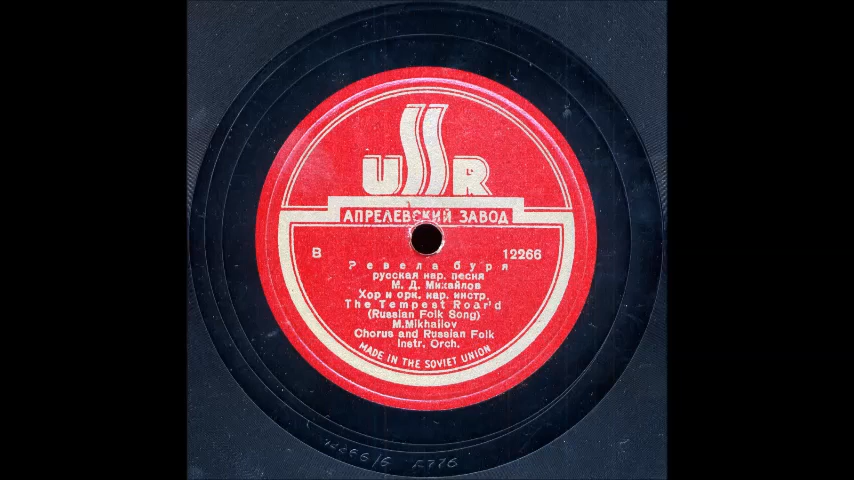 USSR
АПРЕЛЕВСКИЙ ЗАВОД
В 12266
Ревела буря
русская нар. песня
М. Д. Михайлов
Хор и орк. нар. инстр.
The Tempest Roar'd
(Russian Folk Song)
M.Mikhailov
Chorus and Russian Folk
Instr. Orch.
MADE IN THE SOVIET UNION